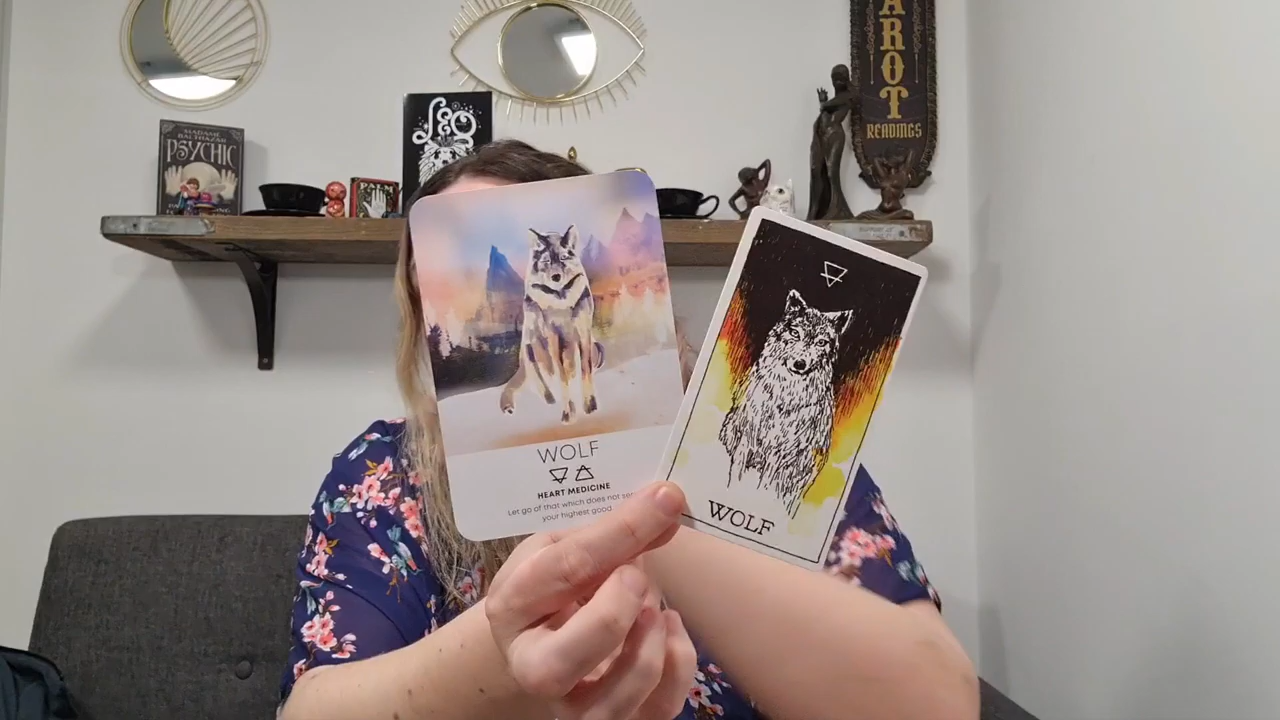 TAROT
READINGS
MADAME
BALTHAZAR
PSYCHIC
LEO
WOLF
HEART MEDICINE
Let go of that which does not
your highest good
WOLF